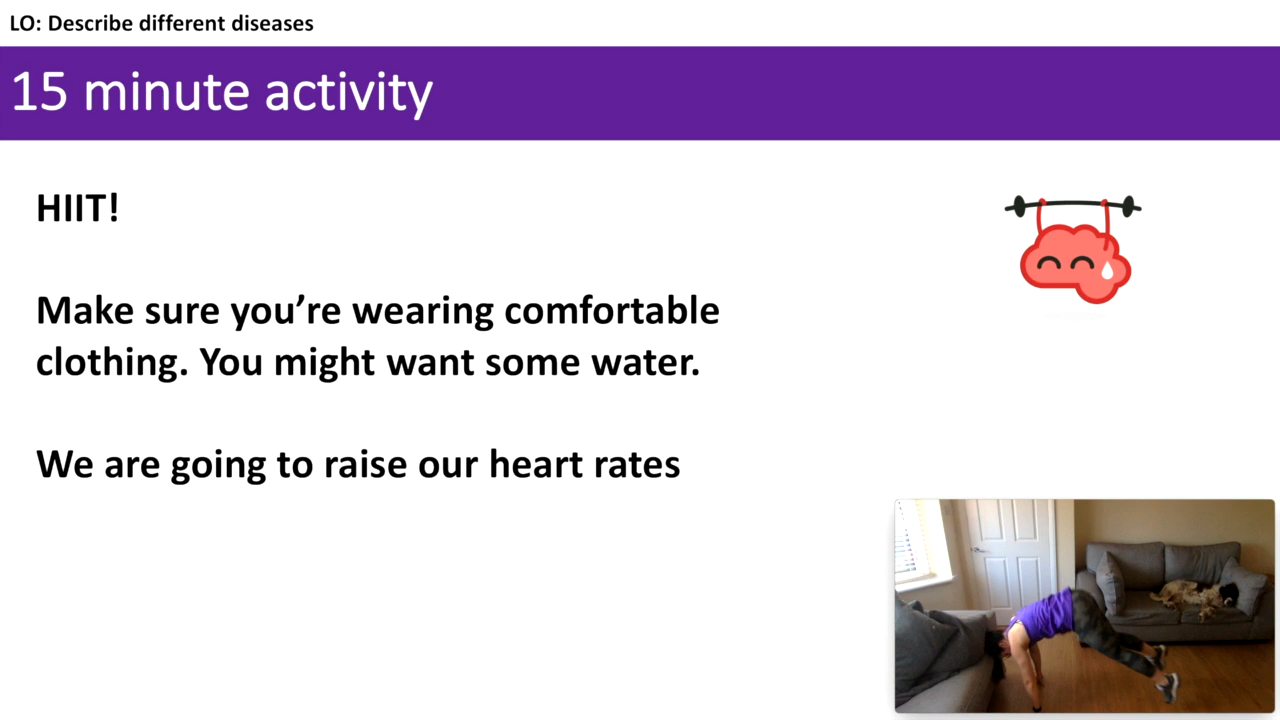 LO: Describe different diseases
15 minute activity
HIIT!
Make sure you’re wearing comfortable
clothing. You might want some water.
We are going to raise our heart rates